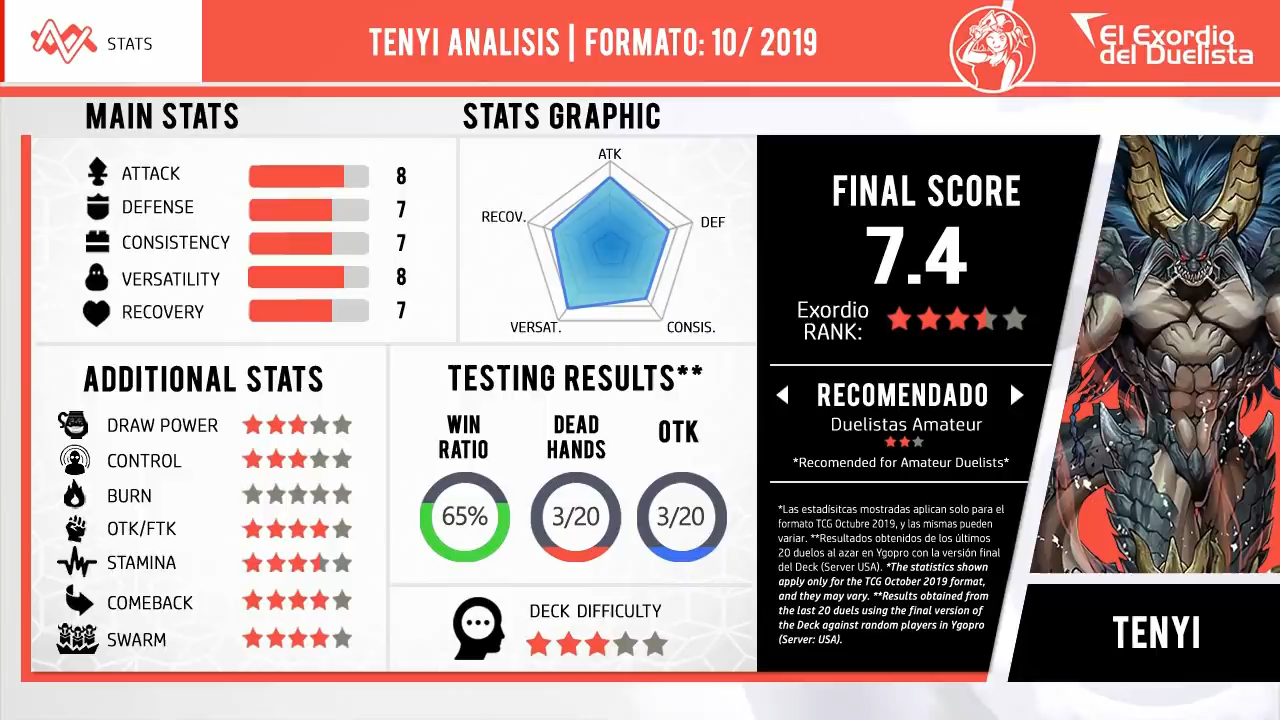 STATS
TENYI ANALISIS | FORMATO: 10/ 2019
El Exordio
del Duelista
MAIN STATS
ATTACK 8
DEFENSE 7
CONSISTENCY 7
VERSATILITY 8
RECOVERY 7
STATS GRAPHIC
ATK
RECOV.
DEF
VERSAT.
CONSIS.
ADDITIONAL STATS
DRAW POWER
CONTROL
BURN
OTK/FTK
STAMINA
COMEBACK
SWARM
TESTING RESULTS**
WIN
RATIO
DEAD
HANDS
OTK
65%
3/20
3/20
DECK DIFFICULTY
FINAL SCORE
7.4
Exordio
RANK:
RECOMENDADO
Duelistas Amateur
*Recomended for Amateur Duelists*
*Las estadísitcas mostradas aplican solo para el
formato TCG Octubre 2019, y las mismas pueden
variar. **Resultados obtenidos de los últimos
20 duelos al azar en Ygopro con la versión final
del Deck (Server USA). *The statistics shown
apply only for the TCG October 2019 format,
and they may vary. **Results obtained from
the last 20 duels using the final version of
the Deck against random players in Ygopro
(Server: USA).
TENYI